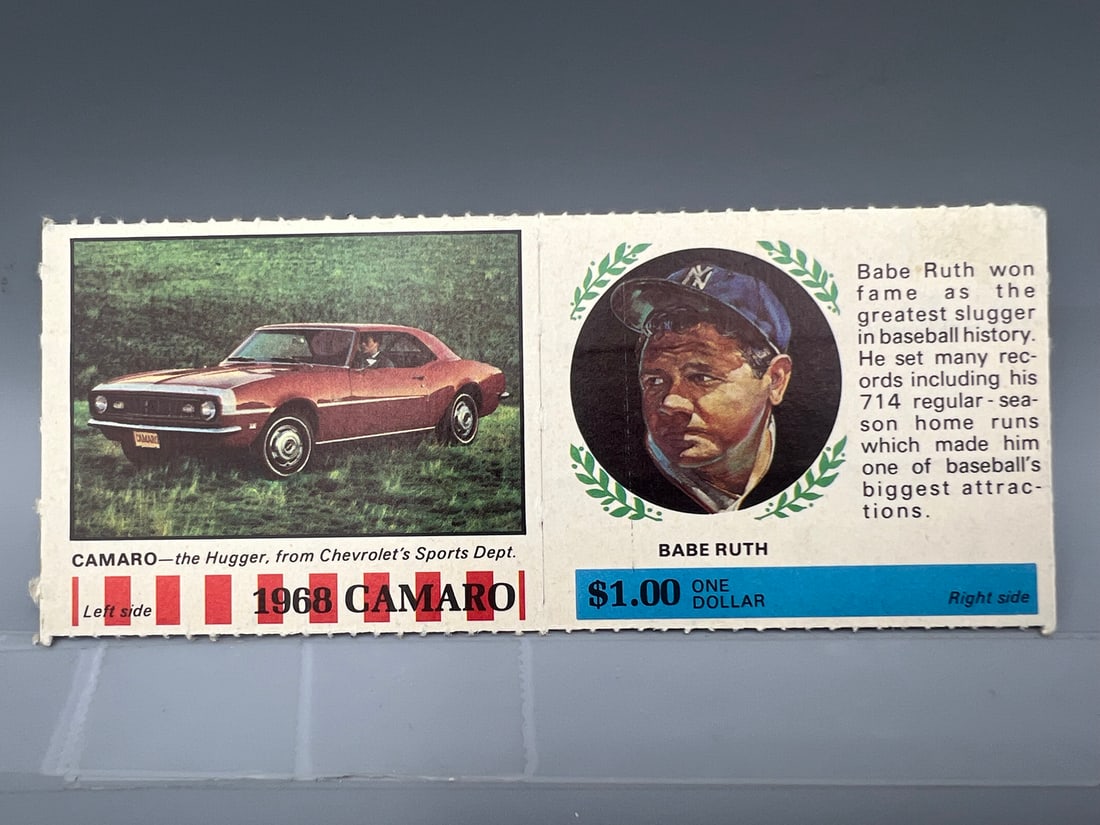 CAMARO
CAMARO—the Hugger, from Chevrolet's Sports Dept.
Left side
1968 CAMARO
NY
Babe Ruth won
fame as the
greatest slugger
in baseball history.
He set many rec-
ords including his
714 regular-sea-
son home runs
which made him
one of baseball's
biggest attrac-
tions.
BABE RUTH
$1.00 ONE
DOLLAR
Right side